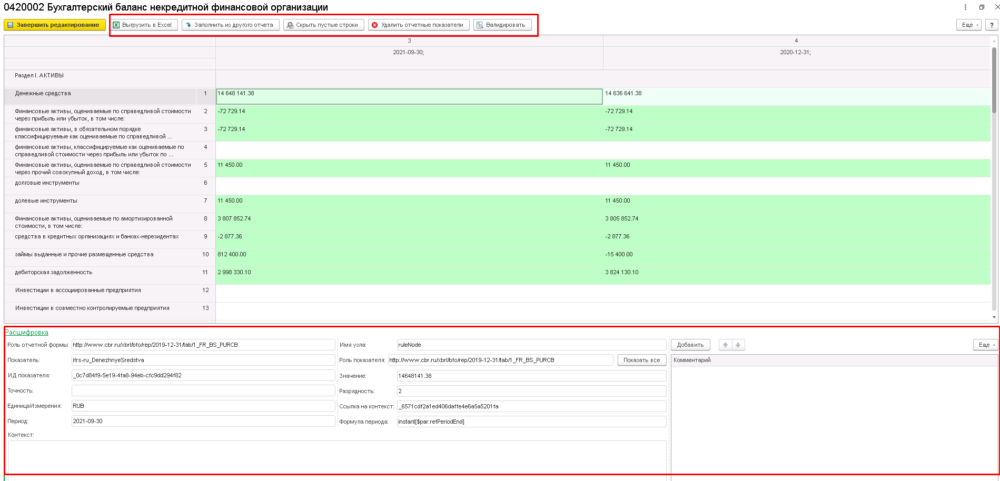 0420002 Бухгалтерский баланс некредитной финансовой организации
Завершить редактирование
Выгрузить в Excel
Заполнить из другого отчета
Скрыть пустые строки
Удалить отчетные показатели
Валидировать
Еще
?
3
4
2021-09-30;
2020-12-31;
Раздел I. АКТИВЫ
Денежные средства 1 14 648 141.38 14 636 641.38
Финансовые активы, оцениваемые по справедливой стоимости 2 -72 729.14 -72 729.14
через прибыль или убыток, в том числе:
финансовые активы, в обязательном порядке 3 -72 729.14 -72 729.14
классифицируемые как оцениваемые по справедливой ...
финансовые активы, классифицируемые как оцениваемые по 4
справедливой стоимости через прибыль или убыток по ...
Финансовые активы, оцениваемые по справедливой стоимости 5 11 450.00 11 450.00
через прочий совокупный доход, в том числе:
долговые инструменты 6
долевые инструменты 7 11 450.00 11 450.00
Финансовые активы, оцениваемые по амортизированной 8 3 807 852.74 3 805 852.74
стоимости, в том числе:
средства в кредитных организациях и банках-нерезидентах 9 -2 877.36 -2 877.36
займы выданные и прочие размещенные средства 10 812 400.00 -15 400.00
дебиторская задолженность 11 2 998 330.10 3 824 130.10
Инвестиции в ассоциированные предприятия 12
Инвестиции в совместно контролируемые предприятия 13
Расшифровка
Роль отчетной формы: http://www.cbr.ru/xbrl/bfo/rep/2019-12-31/tab/1_FR_BS_PURCB
Имя узла: ruleNode
Добавить
Еще
Показатель: ifrs-ru_DenezhnyeSredstva
Роль показателя: http://www.cbr.ru/xbrl/bfo/rep/2019-12-31/tab/1_FR_BS_PURCB
Показать все
Комментарий
ИД показателя: _0c7d84f9-5e19-4fa8-94eb-cfc9dd294f82
Значение: 14648141.38
Точность:
Разрядность: 2
ЕдиницаИзмерения: RUB
Ссылка на контекст: _6571cdf2a1ed406daffe4e6a5a5201fa
Период: 2021-09-30
Формула периода: instant[$par:refPeriodEnd]
Контекст: